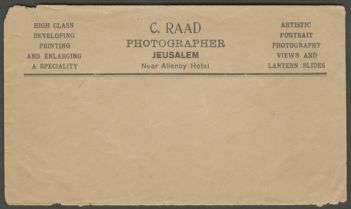 HIGH CLASS
DEVELOPING
PRINTING
AND ENLARGING
A SPECIALITY
C. RAAD
PHOTOGRAPHER
JEUSALEM
Near Allenby Hotel
ARTISTIC
PORTRAIT
PHOTOGRAPHY
VIEWS AND
LANTERN SLIDES